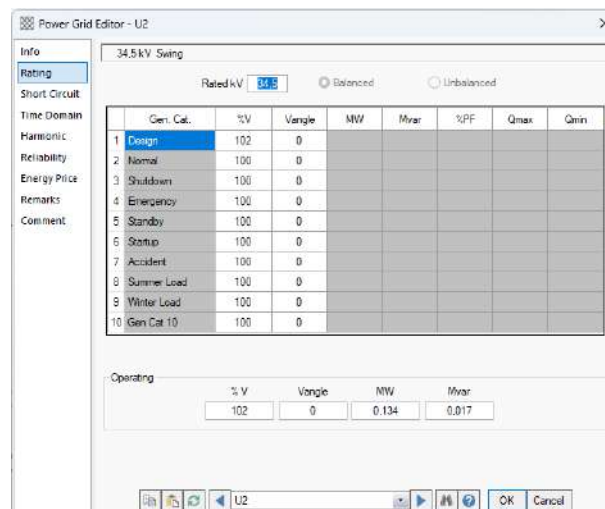 Power Grid Editor - U2
Info
Rating
Short Circuit
Time Domain
Harmonic
Reliability
Energy Price
Remarks
Comment
34.5 kV Swing
Rated kV 34.5 Balanced Unbalanced
Gen. Cat. %V Vangle MW Mvar %PF Qmax Qmin
1 Design 102 0
2 Normal 100 0
3 Shutdown 100 0
4 Emergency 100 0
5 Standby 100 0
6 Startup 100 0
7 Accident 100 0
8 Summer Load 100 0
9 Winter Load 100 0
10 Gen Cat 10 100 0
Operating
% V Vangle MW Mvar
102 0 0.134 0.017
U2 OK Cancel